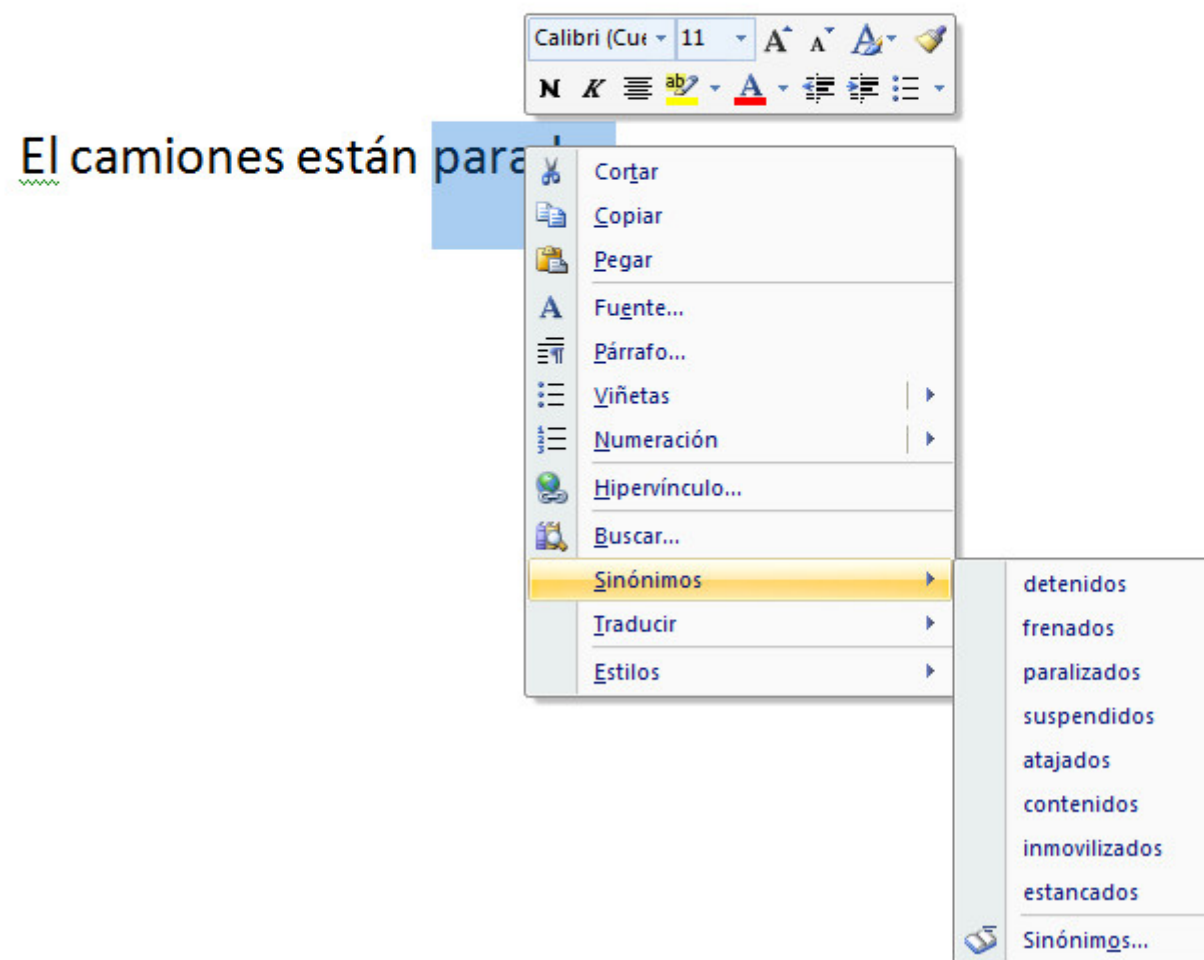 Calibri (Cue 11
N K
El camiones están
Cortar
Copiar
Pegar
Fuente...
Párrafo...
Viñetas
Numeración
Hipervínculo...
Buscar...
Sinónimos
Traducir
Estilos
detenidos
frenados
paralizados
suspendidos
atajados
contenidos
inmovilizados
estancados
Sinónimos...